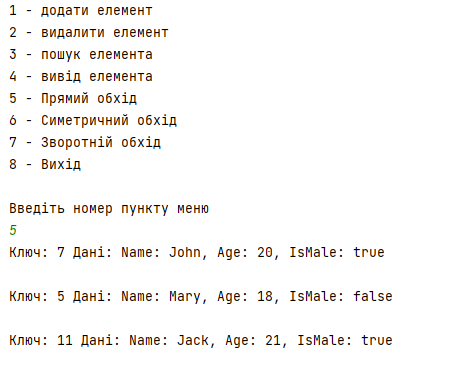 1 - додати елемент
2 - видалити елемент
3 - пошук елемента
4 - вивід елемента
5 - Прямий обхід
6 - Симетричний обхід
7 - Зворотній обхід
8 - Вихід
Введіть номер пункту меню
5
Ключ: 7 Дані: Name: John, Age: 20, IsMale: true
Ключ: 5 Дані: Name: Mary, Age: 18, IsMale: false
Ключ: 11 Дані: Name: Jack, Age: 21, IsMale: true